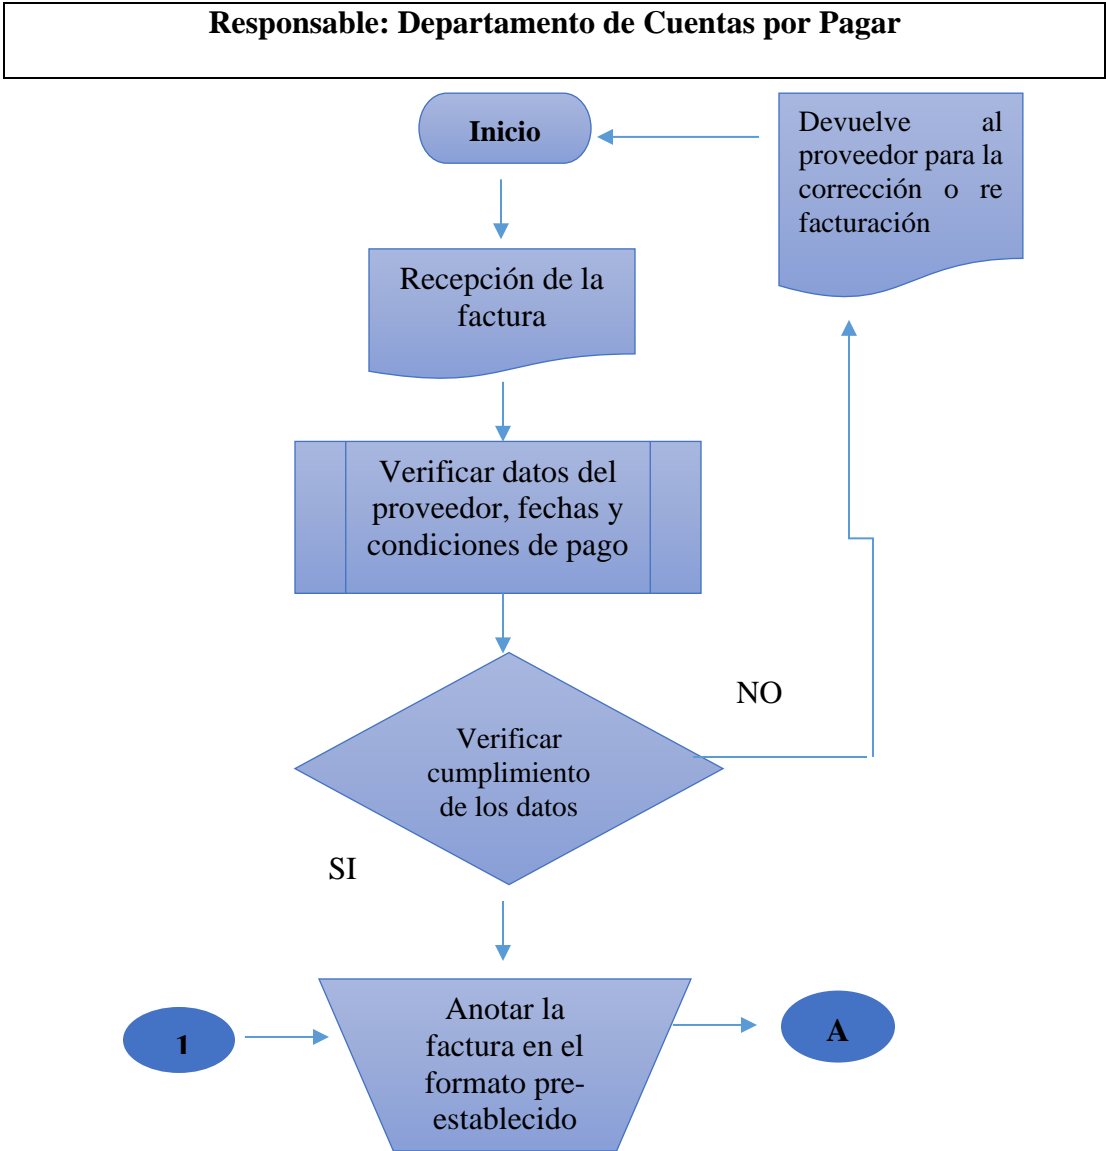 Responsable: Departamento de Cuentas por Pagar
Inicio
Devuelve al
proveedor para la
corrección o re
facturación
Recepción de la
factura
Verificar datos del
proveedor, fechas y
condiciones de pago
NO
Verificar
cumplimiento
de los datos
SI
Anotar la
factura en el
formato pre-
establecido
1
A